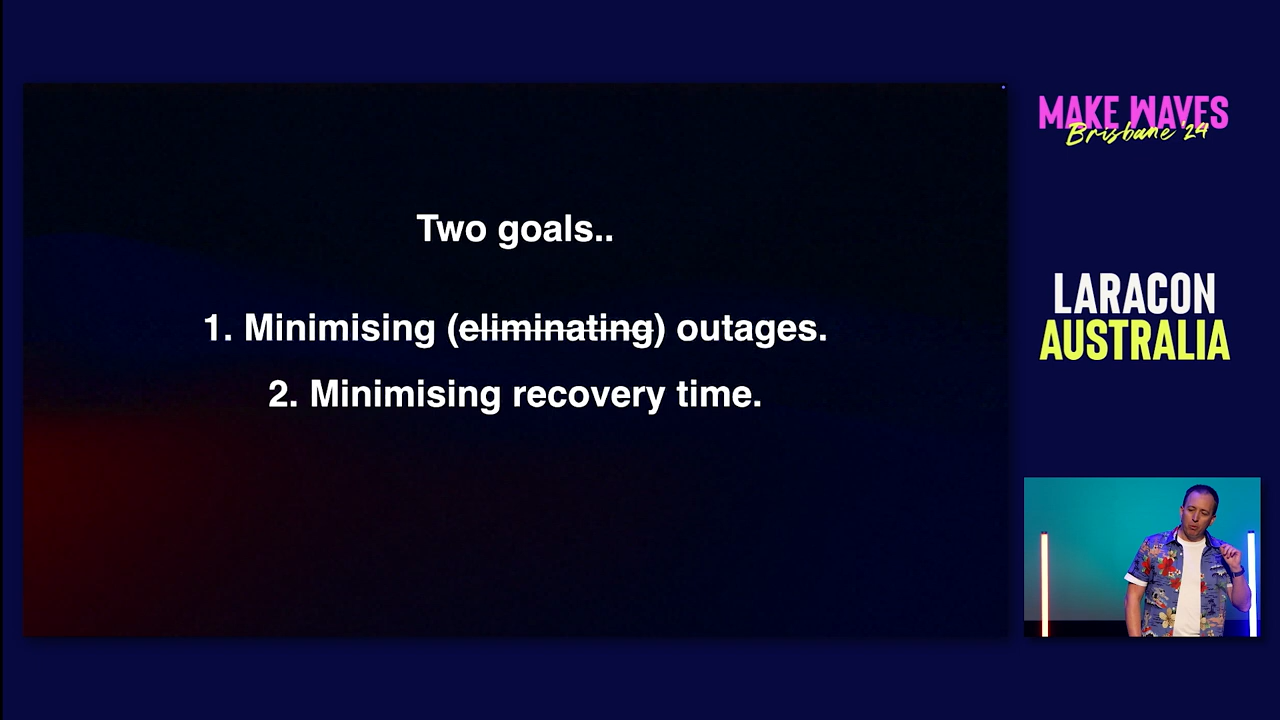 Two goals..
1. Minimising (eliminating) outages.
2. Minimising recovery time.
MAKE WAVES
Brisbane '24
LARACON
AUSTRALIA